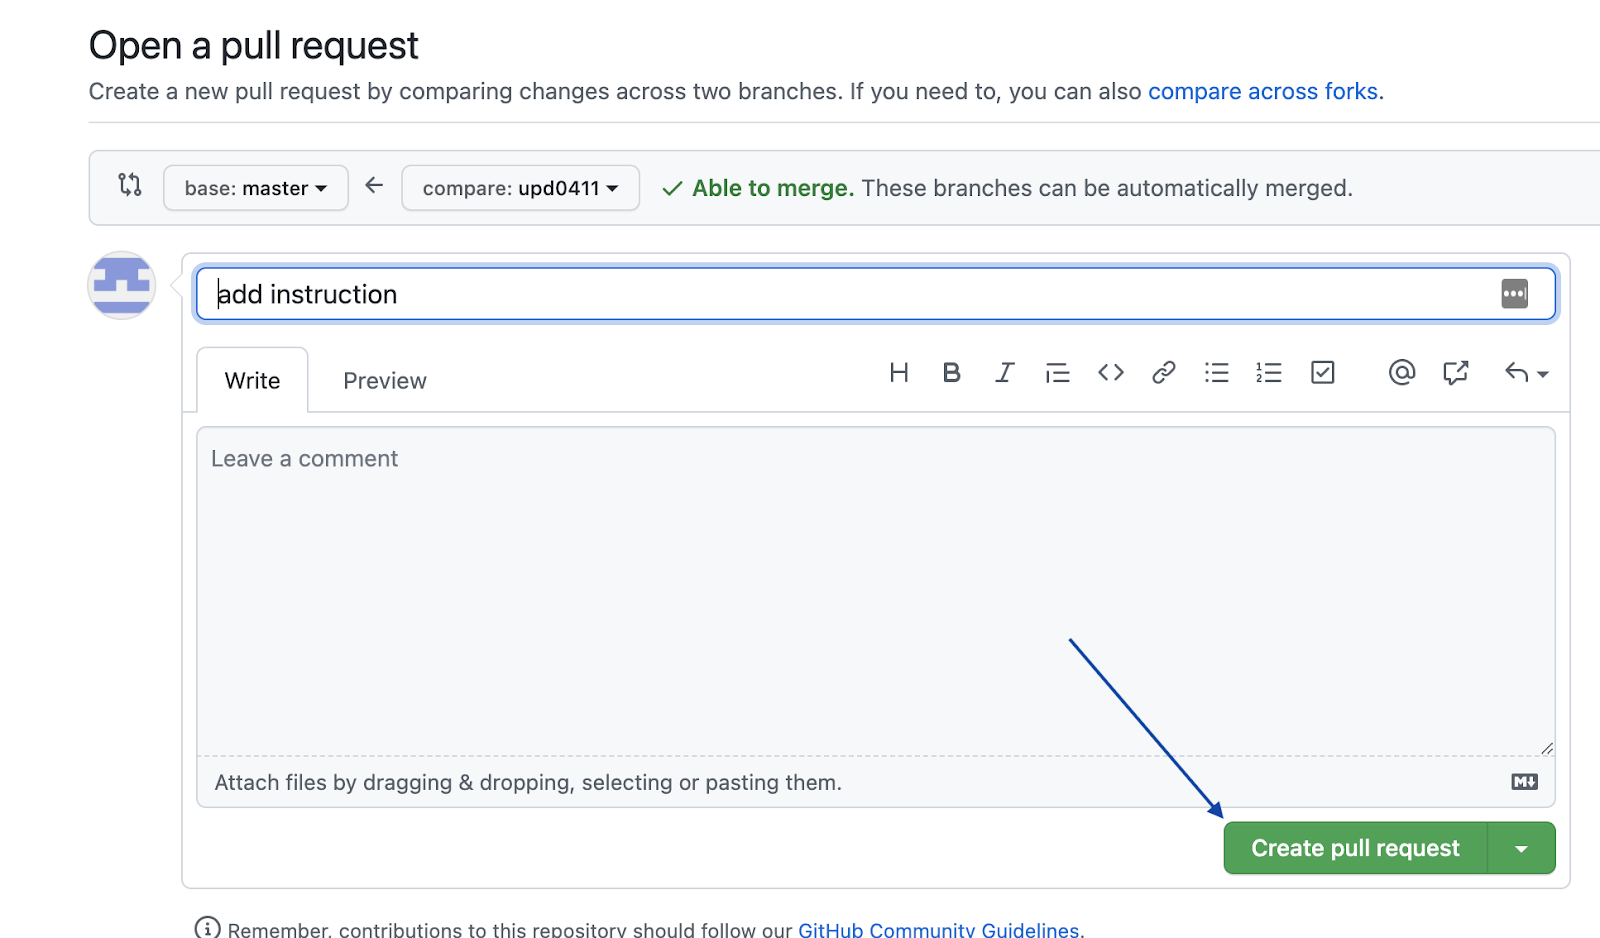 Open a pull request
Create a new pull request by comparing changes across two branches. If you need to, you can also compare across forks.
base: master compare: upd0411 Able to merge. These branches can be automatically merged.
add instruction
Write Preview
Leave a comment
Attach files by dragging & dropping, selecting or pasting them.
Create pull request
Remember, contributions to this repository should follow our GitHub Community Guidelines.